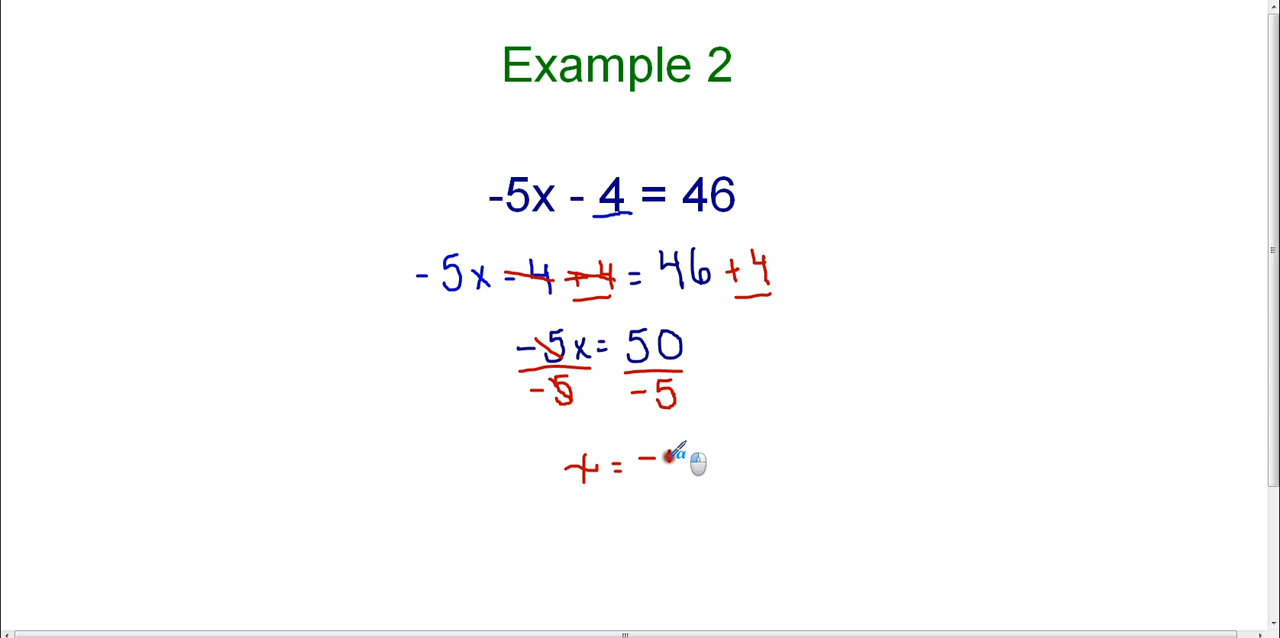 Example 2
-5x - 4 = 46
-5x - 4 + 4 = 46 + 4
-5x = 50
-5 -5
x = -